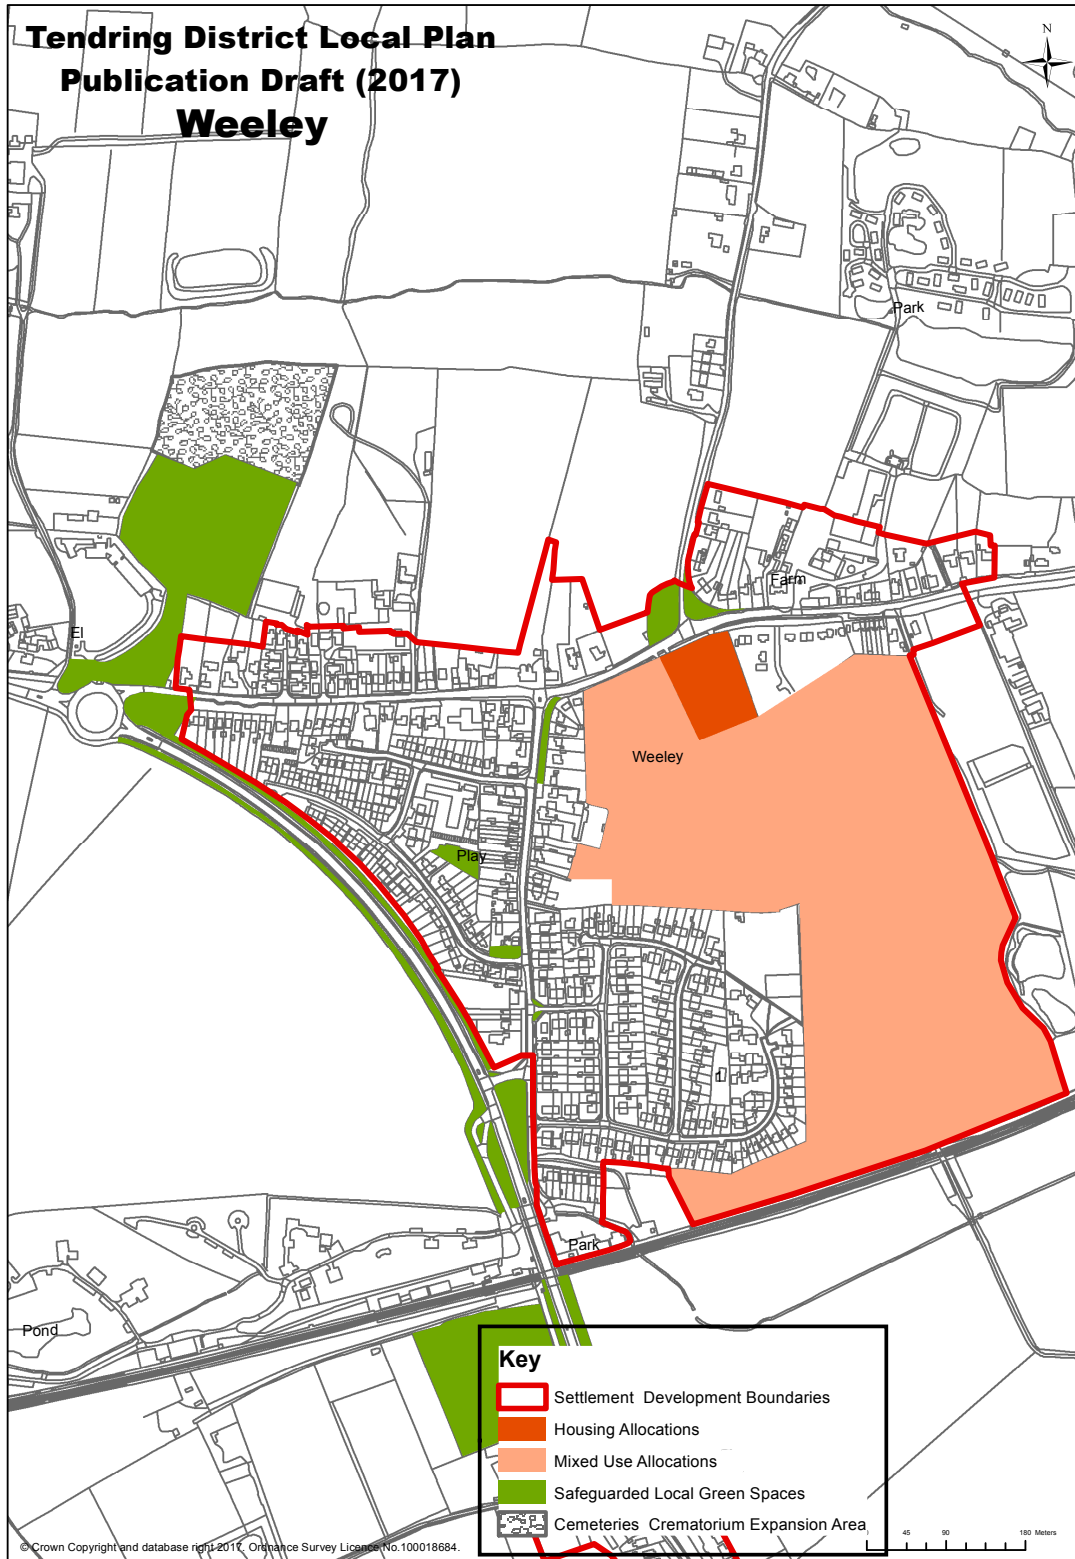 Tendring District Local Plan
Publication Draft (2017)
Weeley
N
Park
Farm
El
Weeley
Play
Park
Pond
Key
Settlement Development Boundaries
Housing Allocations
Mixed Use Allocations
Safeguarded Local Green Spaces
Cemeteries Crematorium Expansion Area
45 90 180 Meters
© Crown Copyright and database right 2017. Ordnance Survey Licence No.100018684.